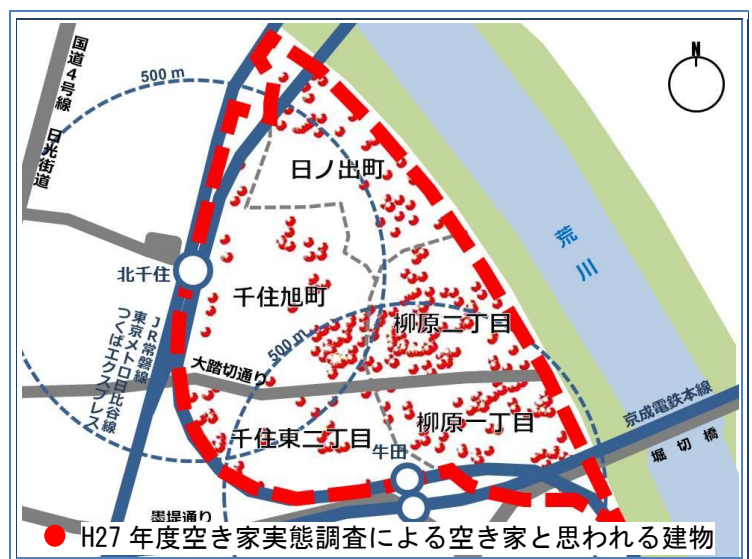 N
国道4号線 日光街道
500 m
日ノ出町
荒川
北千住
千住旭町
柳原二丁目
500 m
JR常磐線
東京メトロ日比谷線
つくばエクスプレス
大踏切通り
京成電鉄本線
千住東二丁目
柳原一丁目
牛田
堀切橋
墨堤通り
H27年度空き家実態調査による空き家と思われる建物